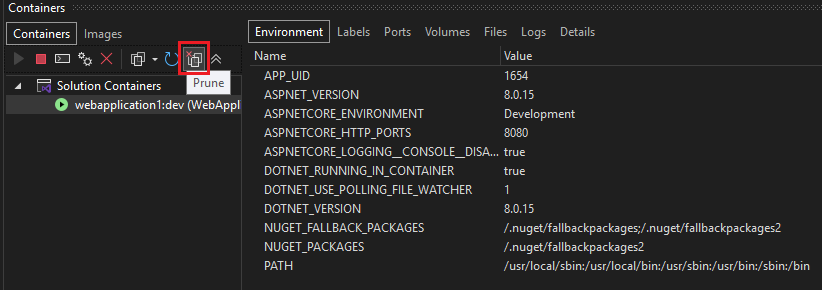 Containers
Containers Images
Prune
Solution Containers
webapplication1:dev (WebAppl
Environment Labels Ports Volumes Files Logs Details
Name Value
APP_UID 1654
ASPNET_VERSION 8.0.15
ASPNETCORE_ENVIRONMENT Development
ASPNETCORE_HTTP_PORTS 8080
ASPNETCORE_LOGGING__CONSOLE__DISA... true
DOTNET_RUNNING_IN_CONTAINER true
DOTNET_USE_POLLING_FILE_WATCHER 1
DOTNET_VERSION 8.0.15
NUGET_FALLBACK_PACKAGES /.nuget/fallbackpackages;/.nuget/fallbackpackages2
NUGET_PACKAGES /.nuget/fallbackpackages2
PATH /usr/local/sbin:/usr/local/bin:/usr/sbin:/usr/bin:/sbin:/bin